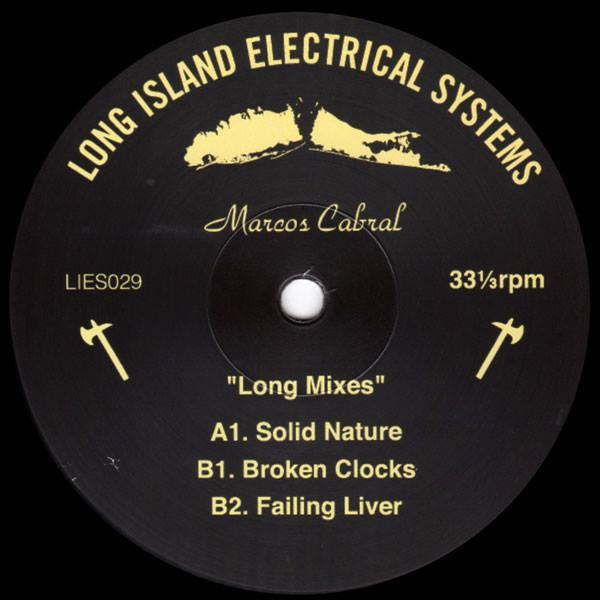 LONG ISLAND ELECTRICAL SYSTEMS
Marcos Cabral
LIES029
33⅓rpm
"Long Mixes"
A1. Solid Nature
B1. Broken Clocks
B2. Failing Liver